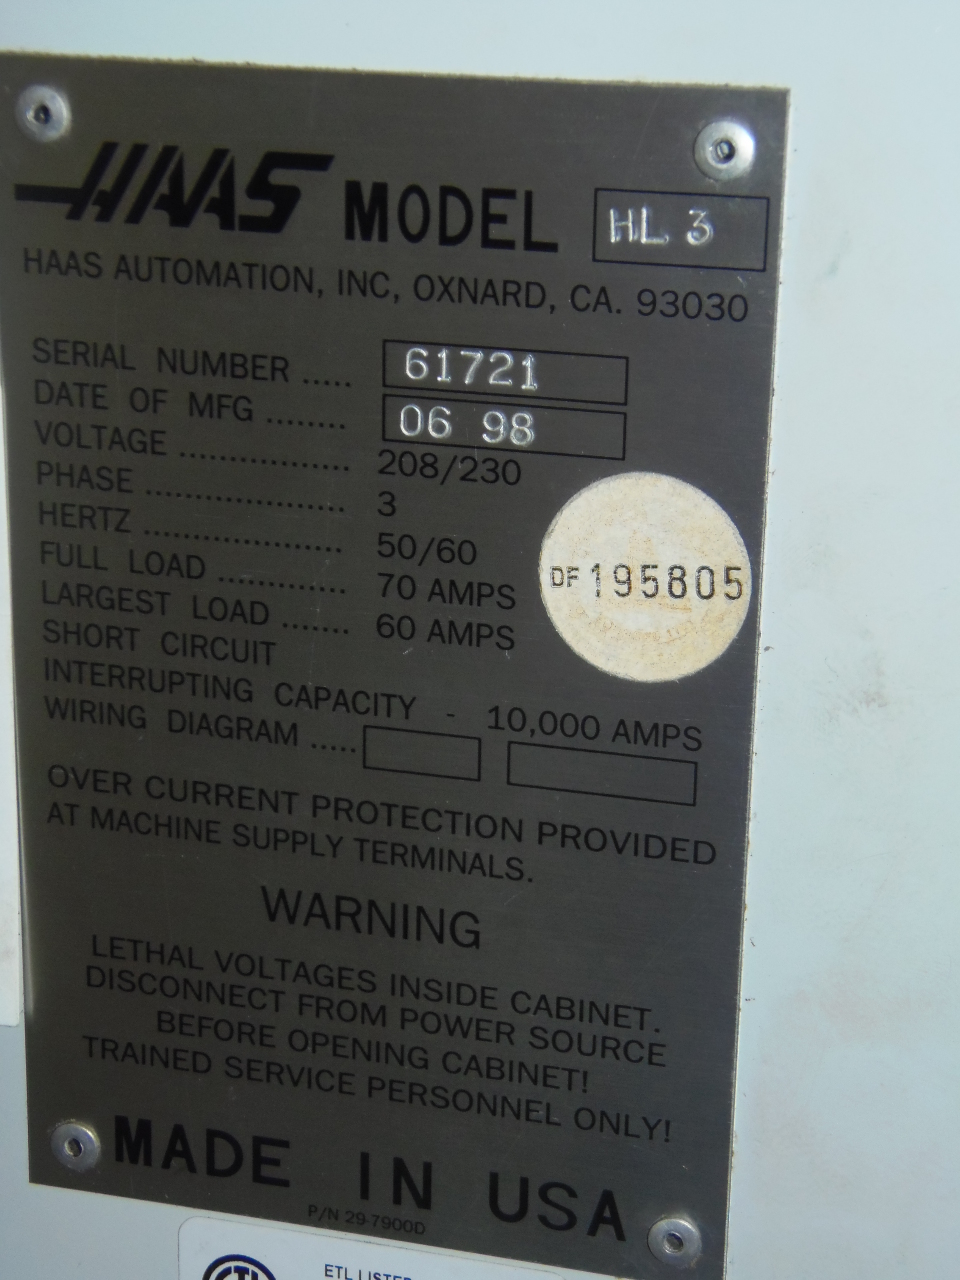 HAAS MODEL HL 3
HAAS AUTOMATION, INC, OXNARD, CA. 93030
SERIAL NUMBER ..... 61721
DATE OF MFG ........ 06 98
VOLTAGE ................. 208/230
PHASE .................... 3
HERTZ .................... 50/60
FULL LOAD ............. 70 AMPS
LARGEST LOAD ....... 60 AMPS
SHORT CIRCUIT
INTERRUPTING CAPACITY - 10,000 AMPS
WIRING DIAGRAM .....
DF 195805
OVER CURRENT PROTECTION PROVIDED
AT MACHINE SUPPLY TERMINALS.
WARNING
LETHAL VOLTAGES INSIDE CABINET.
DISCONNECT FROM POWER SOURCE
BEFORE OPENING CABINET!
TRAINED SERVICE PERSONNEL ONLY!
MADE IN USA
P/N 29-7900D
ETL LISTED